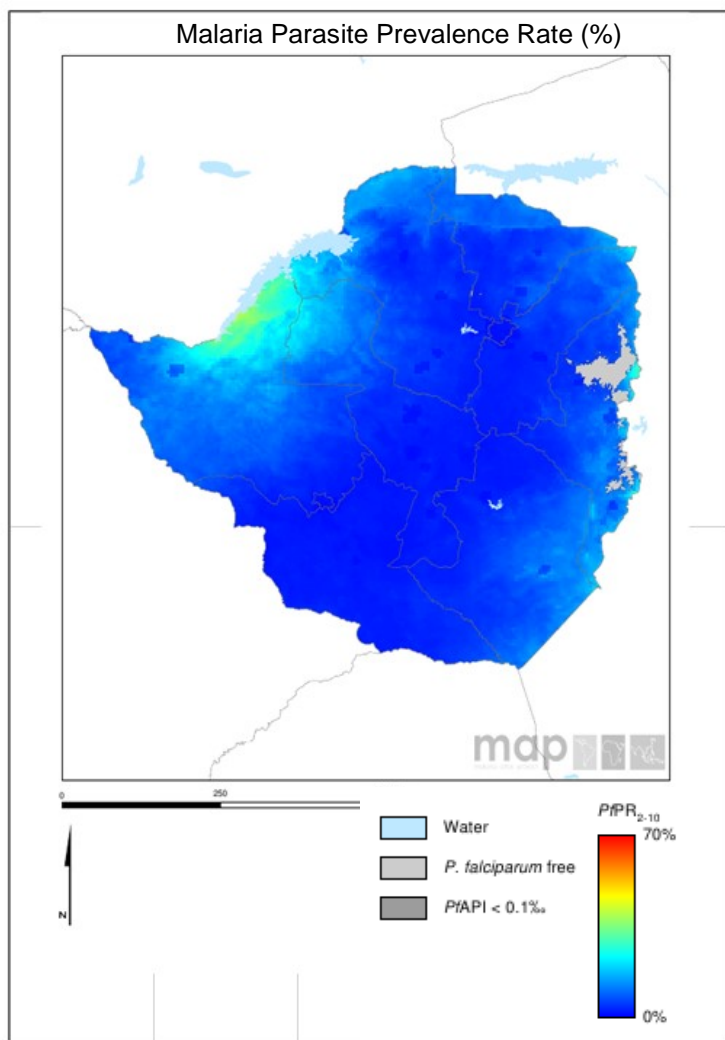 Malaria Parasite Prevalence Rate (%)
map
0
250
N
Water
P. falciparum free
PfAPI < 0.1‰
PfPR2-10
70%
0%